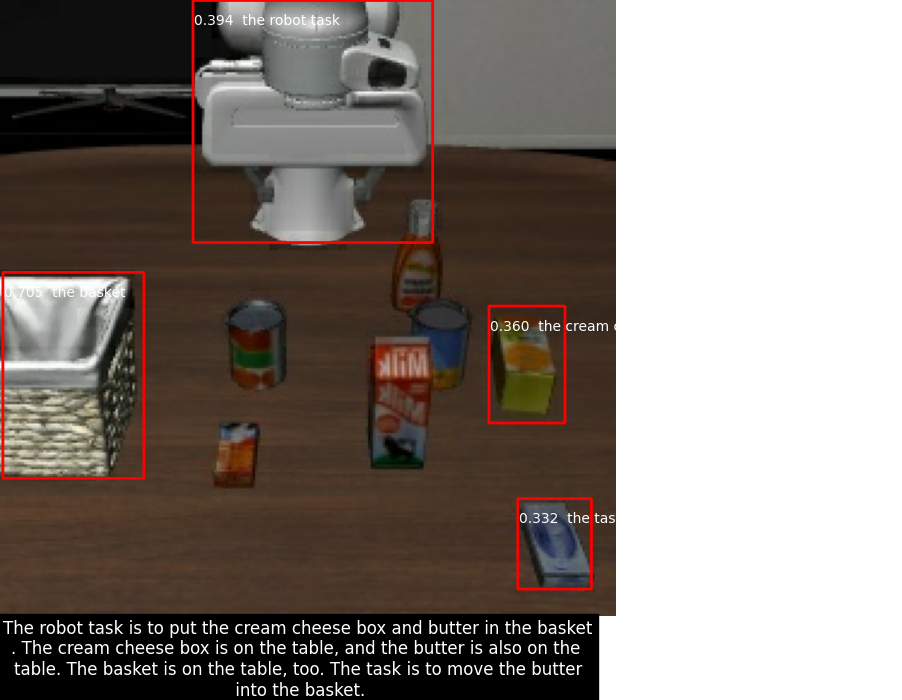 0.394 the robot task
0.705 the basket
0.360 the cream c
Milk
Milk
0.332 the tas
The robot task is to put the cream cheese box and butter in the basket
. The cream cheese box is on the table, and the butter is also on the
table. The basket is on the table, too. The task is to move the butter
into the basket.